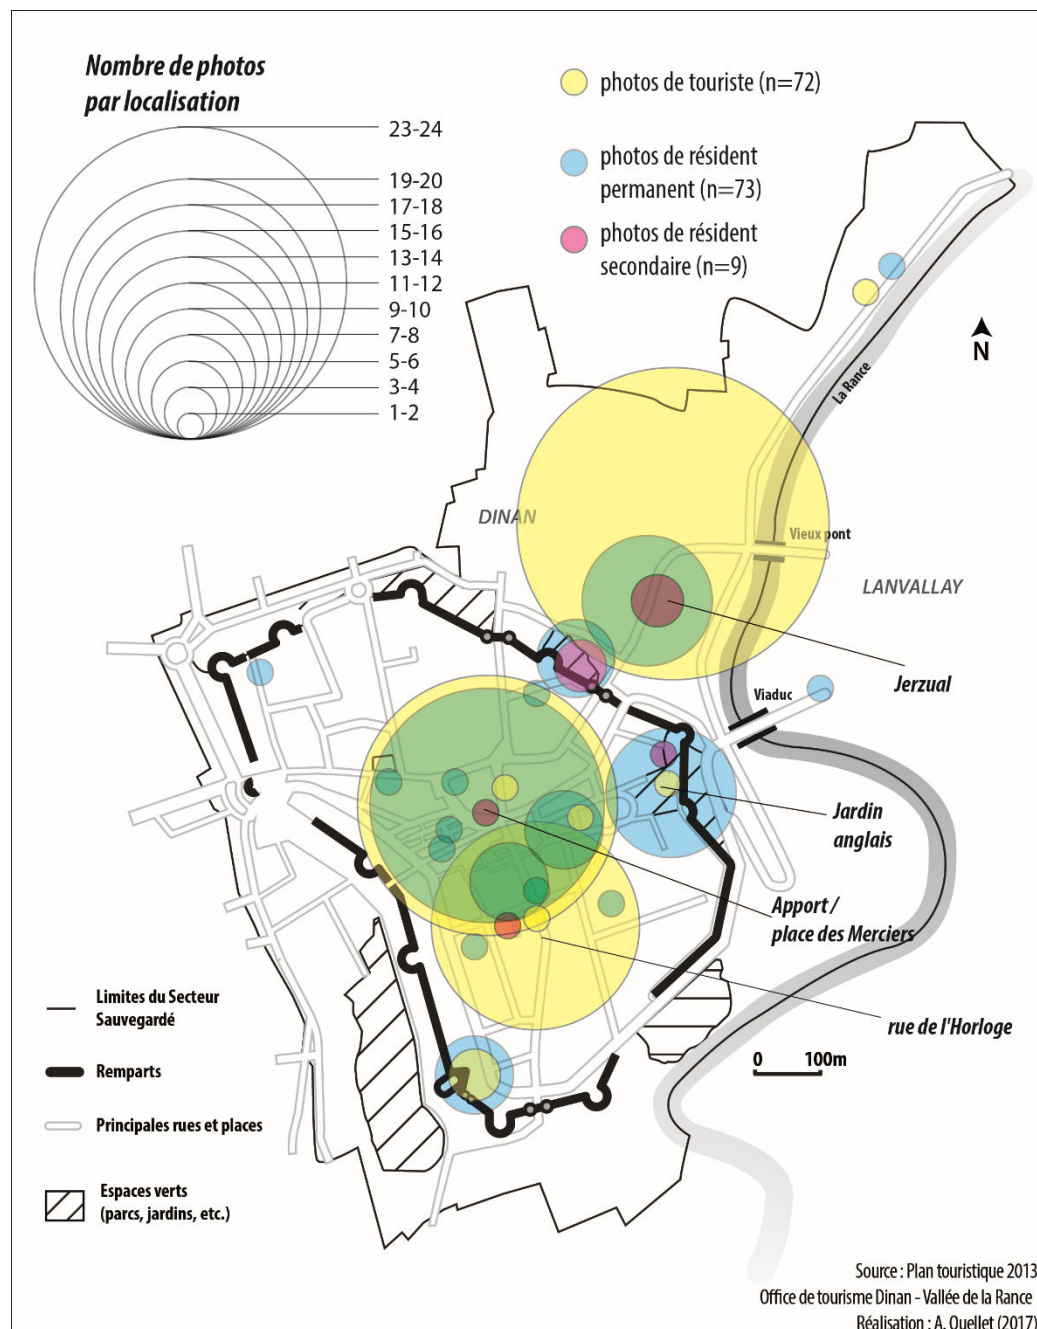 Nombre de photos
par localisation
23-24
19-20
17-18
15-16
13-14
11-12
9-10
7-8
5-6
3-4
1-2
photos de touriste (n=72)
photos de résident
permanent (n=73)
photos de résident
secondaire (n=9)
N
La Rance
DINAN
Vieux pont
LANVALLAY
Jerzual
Viaduc
Jardin
anglais
Apport /
place des Merciers
rue de l'Horloge
0 100m
Limites du Secteur
Sauvegardé
Remparts
Principales rues et places
Espaces verts
(parcs, jardins, etc.)
Source : Plan touristique 2013
Office de tourisme Dinan - Vallée de la Rance
Réalisation : A. Ouellet (2017)